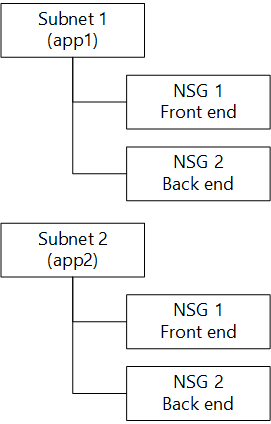 Subnet 1
(app1)
NSG 1
Front end
NSG 2
Back end
Subnet 2
(app2)
NSG 1
Front end
NSG 2
Back end